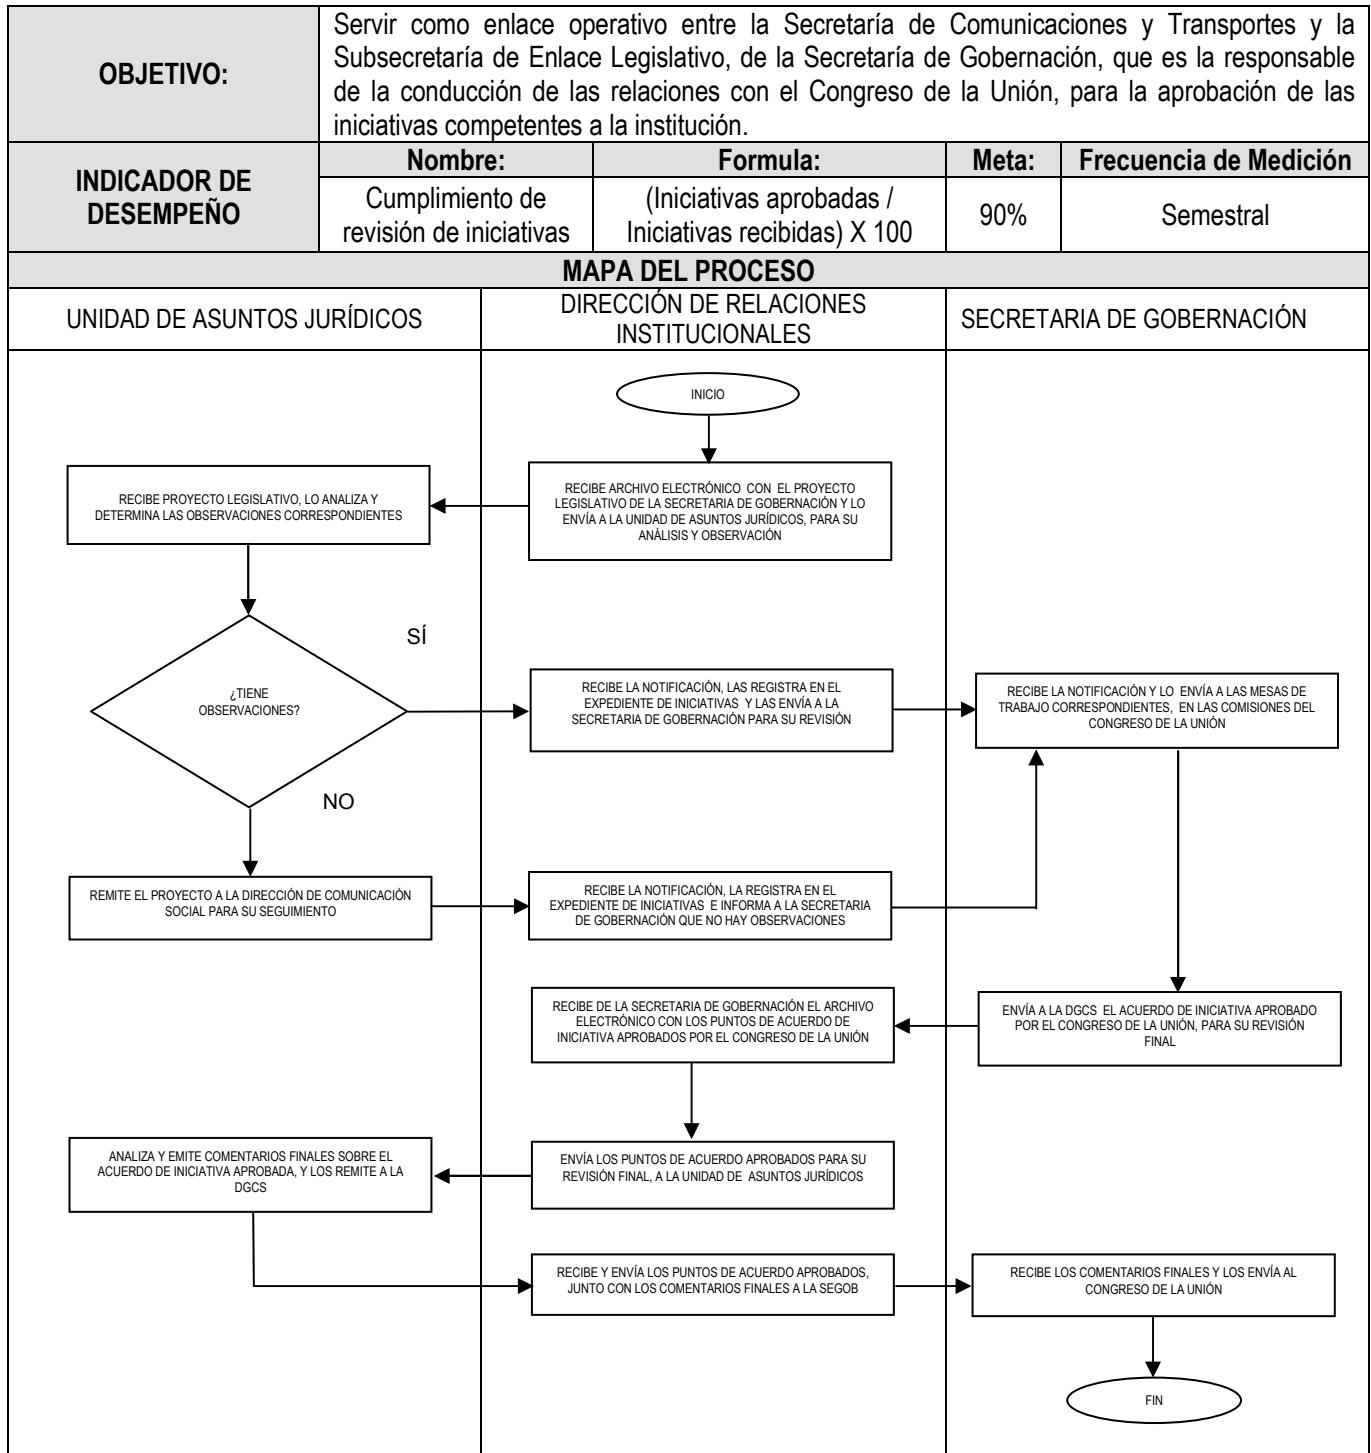 OBJETIVO:
Servir como enlace operativo entre la Secretaría de Comunicaciones y Transportes y la
Subsecretaría de Enlace Legislativo, de la Secretaría de Gobernación, que es la responsable
de la conducción de las relaciones con el Congreso de la Unión, para la aprobación de las
iniciativas competentes a la institución.
INDICADOR DE
DESEMPEÑO
Nombre:
Formula:
Meta:
Frecuencia de Medición
Cumplimiento de
revisión de iniciativas
(Iniciativas aprobadas /
Iniciativas recibidas) X 100
90%
Semestral
MAPA DEL PROCESO
UNIDAD DE ASUNTOS JURÍDICOS
DIRECCIÓN DE RELACIONES
INSTITUCIONALES
SECRETARIA DE GOBERNACIÓN
INICIO
RECIBE ARCHIVO ELECTRÓNICO CON EL PROYECTO
LEGISLATIVO DE LA SECRETARIA DE GOBERNACIÓN Y LO
ENVÍA A LA UNIDAD DE ASUNTOS JURÍDICOS, PARA SU
ANÁLISIS Y OBSERVACIÓN
RECIBE PROYECTO LEGISLATIVO, LO ANALIZA Y
DETERMINA LAS OBSERVACIONES CORRESPONDIENTES
¿TIENE
OBSERVACIONES?
SÍ
RECIBE LA NOTIFICACIÓN, LAS REGISTRA EN EL
EXPEDIENTE DE INICIATIVAS Y LAS ENVÍA A LA
SECRETARIA DE GOBERNACIÓN PARA SU REVISIÓN
RECIBE LA NOTIFICACIÓN Y LO ENVÍA A LAS MESAS DE
TRABAJO CORRESPONDIENTES, EN LAS COMISIONES DEL
CONGRESO DE LA UNIÓN
NO
REMITE EL PROYECTO A LA DIRECCIÓN DE COMUNICACIÓN
SOCIAL PARA SU SEGUIMIENTO
RECIBE LA NOTIFICACIÓN, LA REGISTRA EN EL
EXPEDIENTE DE INICIATIVAS E INFORMA A LA SECRETARIA
DE GOBERNACIÓN QUE NO HAY OBSERVACIONES
ENVÍA A LA DGCS EL ACUERDO DE INICIATIVA APROBADO
POR EL CONGRESO DE LA UNIÓN, PARA SU REVISIÓN
FINAL
RECIBE DE LA SECRETARIA DE GOBERNACIÓN EL ARCHIVO
ELECTRÓNICO CON LOS PUNTOS DE ACUERDO DE
INICIATIVA APROBADOS POR EL CONGRESO DE LA UNIÓN
ENVÍA LOS PUNTOS DE ACUERDO APROBADOS PARA SU
REVISIÓN FINAL, A LA UNIDAD DE ASUNTOS JURÍDICOS
ANALIZA Y EMITE COMENTARIOS FINALES SOBRE EL
ACUERDO DE INICIATIVA APROBADA, Y LOS REMITE A LA
DGCS
RECIBE Y ENVÍA LOS PUNTOS DE ACUERDO APROBADOS,
JUNTO CON LOS COMENTARIOS FINALES A LA SEGOB
RECIBE LOS COMENTARIOS FINALES Y LOS ENVÍA AL
CONGRESO DE LA UNIÓN
FIN